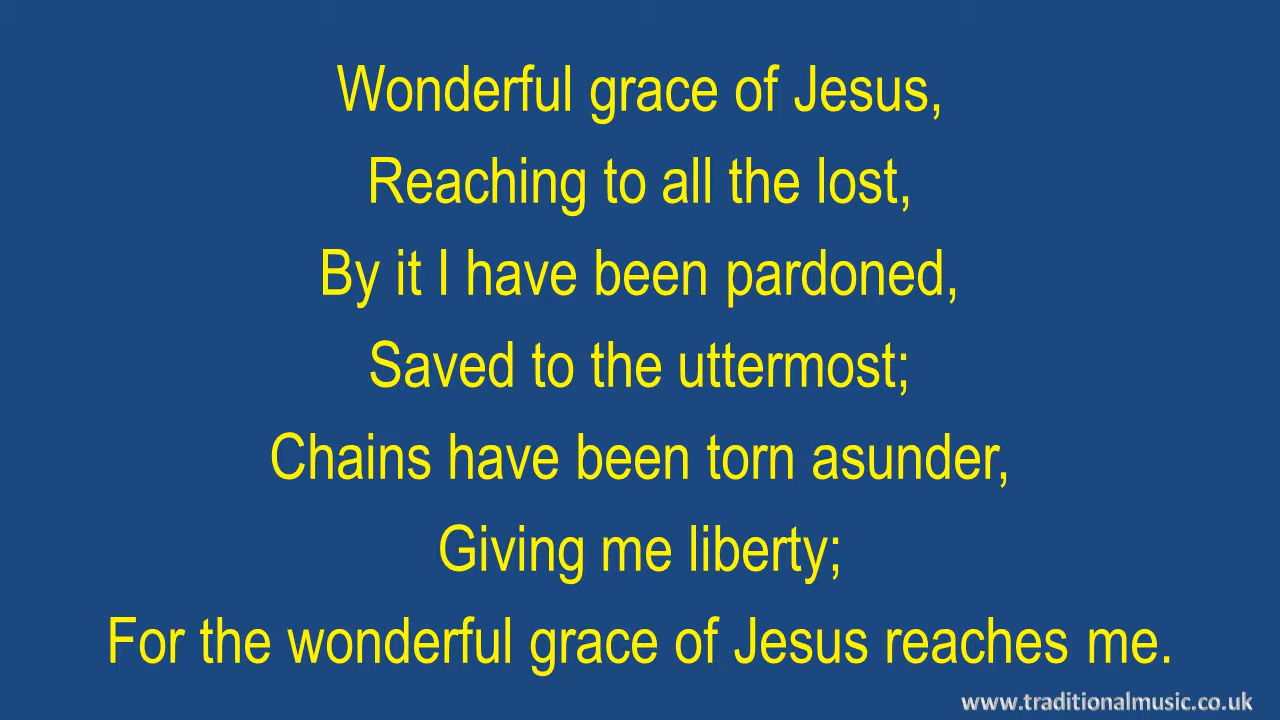 Wonderful grace of Jesus,
Reaching to all the lost,
By it I have been pardoned,
Saved to the uttermost;
Chains have been torn asunder,
Giving me liberty;
For the wonderful grace of Jesus reaches me.
www.traditionalmusic.co.uk